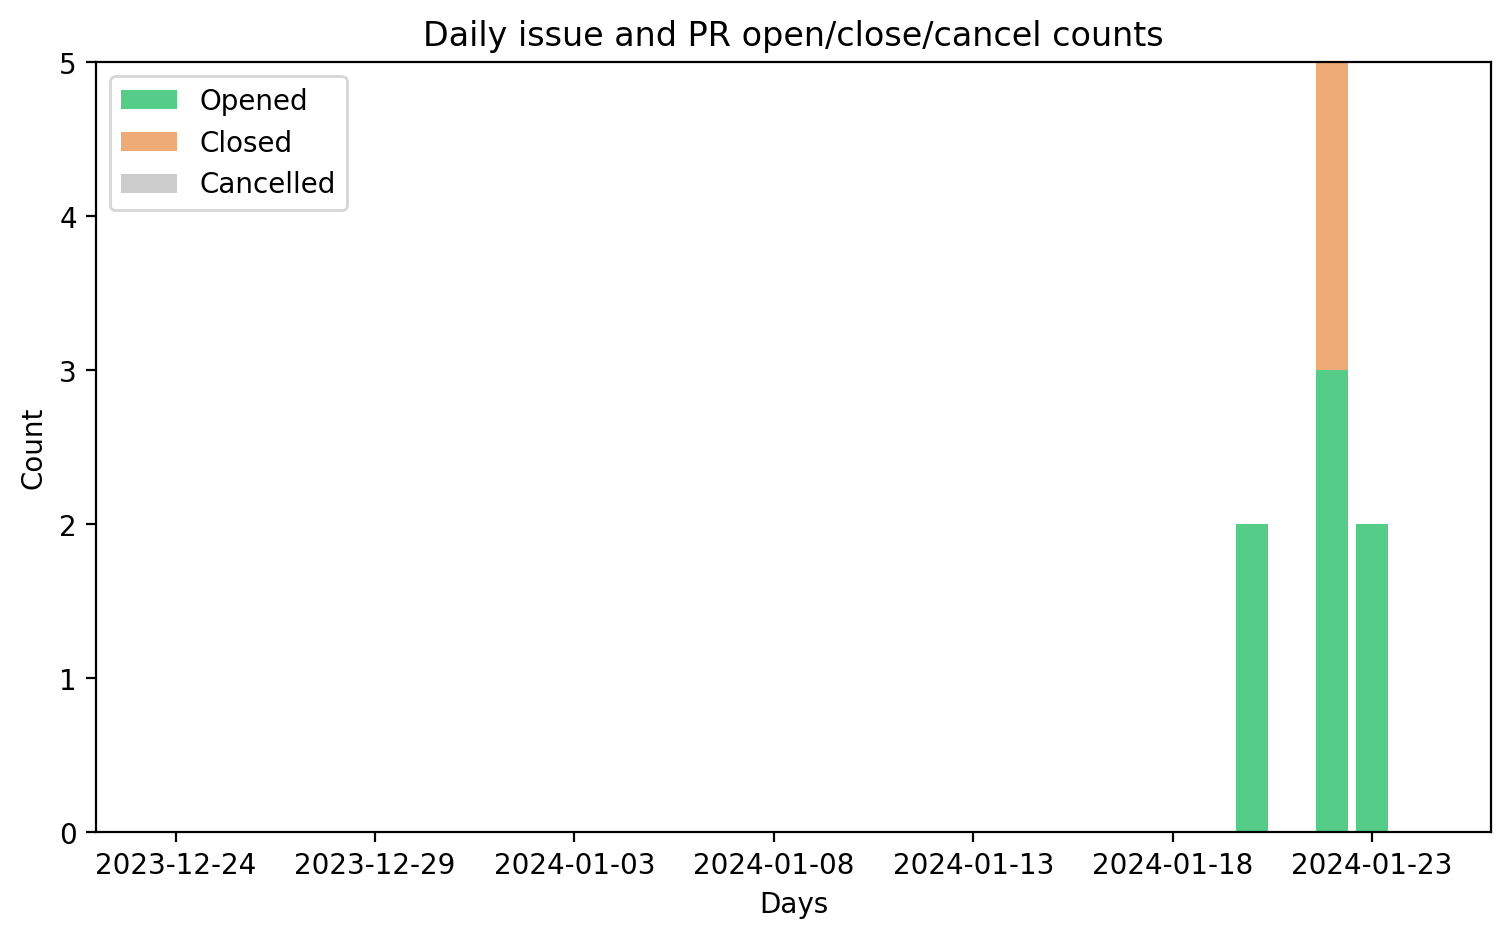 Daily issue and PR open/close/cancel counts
Opened
Closed
Cancelled
5
4
3
2
1
0
Count
2023-12-24 2023-12-29 2024-01-03 2024-01-08 2024-01-13 2024-01-18 2024-01-23
Days